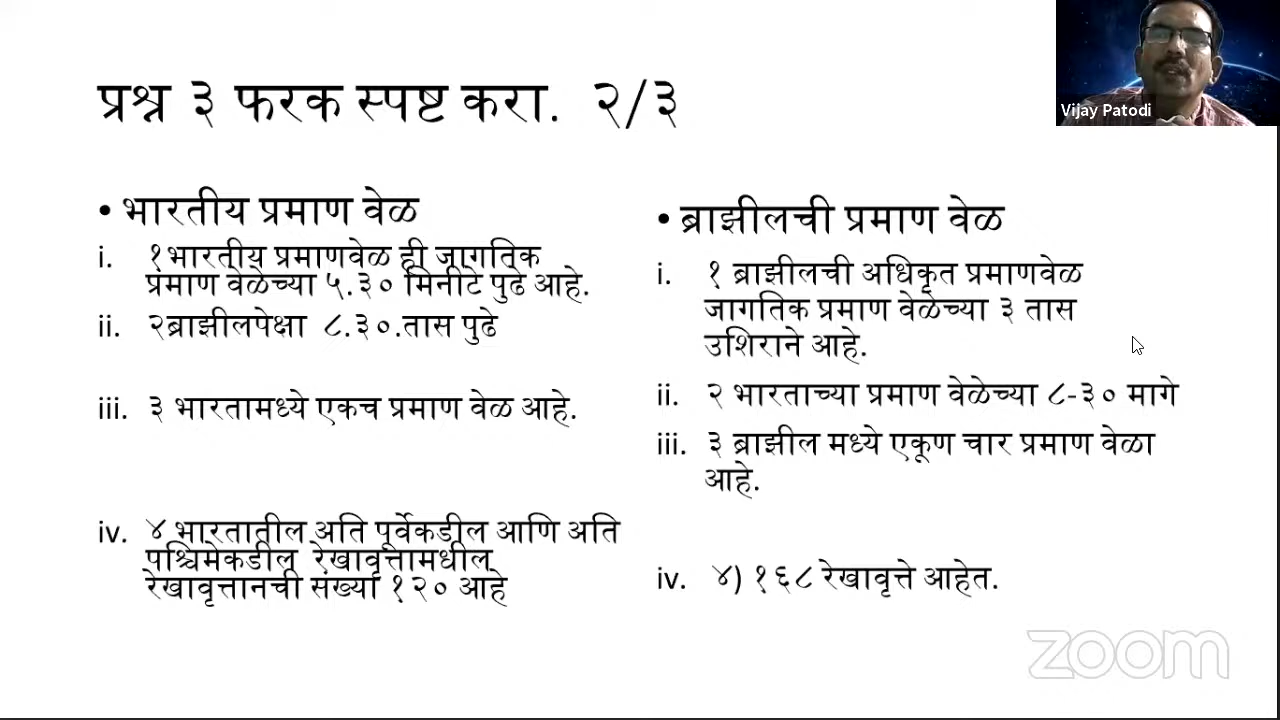 Vijay Patodi
प्रश्न ३ फरक स्पष्ट करा. २/३
• भारतीय प्रमाण वेळ
i. १भारतीय प्रमाणवेळ ही जागतिक
प्रमाण वेळेच्या ५.३० मिनीटे पुढे आहे.
ii. २ब्राझीलपेक्षा ८.३०.तास पुढे
iii. ३ भारतामध्ये एकच प्रमाण वेळ आहे.
iv. ४ भारतातील अति पूर्वेकडील आणि अति
पश्चिमेकडील रेखावृत्तामधील
रेखावृत्तानची संख्या १२० आहे
• ब्राझीलची प्रमाण वेळ
i. १ ब्राझीलची अधिकृत प्रमाणवेळ
जागतिक प्रमाण वेळेच्या ३ तास
उशिराने आहे.
ii. २ भारताच्या प्रमाण वेळेच्या ८-३० मागे
iii. ३ ब्राझील मध्ये एकूण चार प्रमाण वेळा
आहे.
iv. ४) १६८ रेखावृत्ते आहेत.
zoom